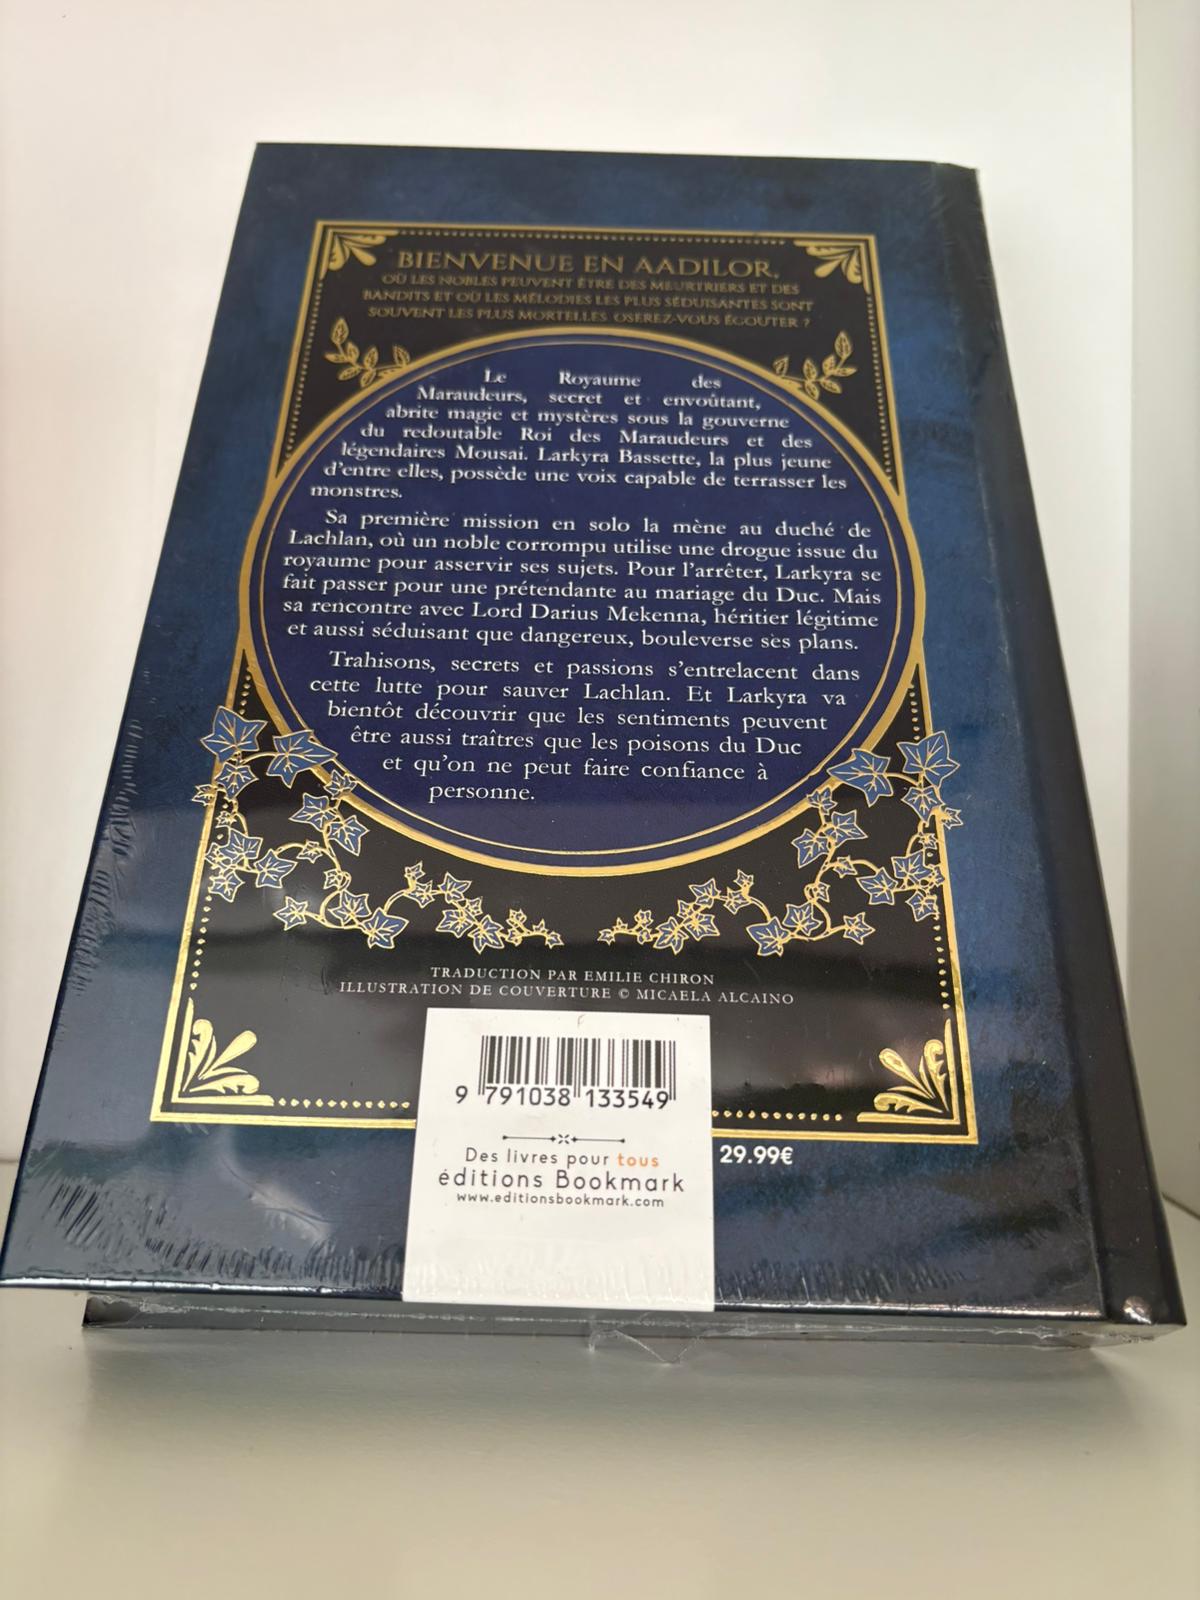 BIENVENUE EN AADILOR,
OÙ LES NOBLES PEUVENT ÊTRE DES MEURTRIERS ET DES
BANDITS ET OÙ LES MÉLODIES LES PLUS SÉDUISANTES SONT
SOUVENT LES PLUS MORTELLES. OSEREZ-VOUS ÉCOUTER ?
Le Royaume des
Maraudeurs, secret et envoûtant,
abrite magie et mystères sous la gouverne
du redoutable Roi des Maraudeurs et des
légendaires Mousai. Larkyra Bassette, la plus jeune
d'entre elles, possède une voix capable de terrasser les
monstres.
Sa première mission en solo la mène au duché de
Lachlan, où un noble corrompu utilise une drogue issue du
royaume pour asservir ses sujets. Pour l'arrêter, Larkyra se
fait passer pour une prétendante au mariage du Duc. Mais
sa rencontre avec Lord Darius Mekenna, héritier légitime
et aussi séduisant que dangereux, bouleverse ses plans.
Trahisons, secrets et passions s'entrelacent dans
cette lutte pour sauver Lachlan. Et Larkyra va
bientôt découvrir que les sentiments peuvent
être aussi traîtres que les poisons du Duc
et qu'on ne peut faire confiance à
personne.
TRADUCTION PAR EMILIE CHIRON
ILLUSTRATION DE COUVERTURE © MICAELA ALCAINO
F
9 791038 133549
Des livres pour tous
éditions Bookmark
www.editionsbookmark.com
29.99€